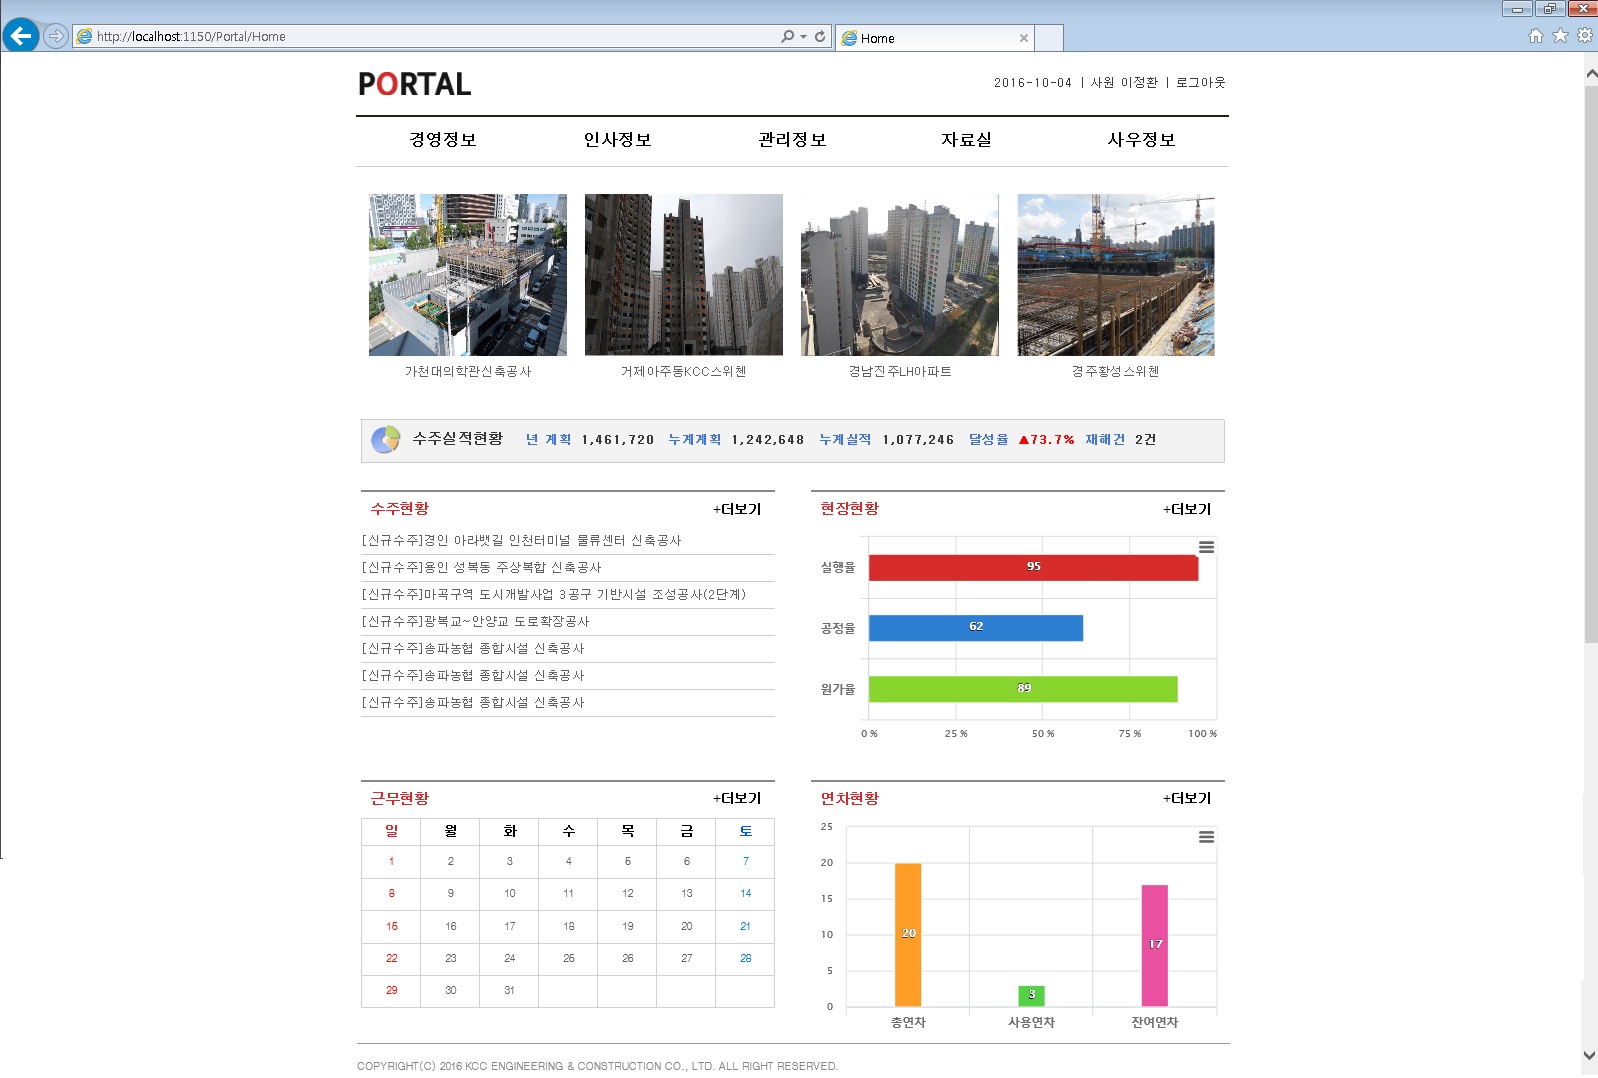 http://localhost:1150/Portal/Home
Home
PORTAL
2016-10-04 | 사원 이정환 | 로그아웃
경영정보 인사정보 관리정보 자료실 사우정보
가천대의학관신축공사 거제아주동KCC스위첸 경남진주LH아파트 경주황성스위첸
수주실적현황 년 계획 1,461,720 누계계획 1,242,648 누계실적 1,077,246 달성율 ▲73.7% 재해건 2건
수주현황 +더보기
[신규수주]경인 아라뱃길 인천터미널 물류센터 신축공사
[신규수주]용인 성복동 주상복합 신축공사
[신규수주]마곡구역 도시개발사업 3공구 기반시설 조성공사(2단계)
[신규수주]광복교~안양교 도로확장공사
[신규수주]송파농협 종합시설 신축공사
[신규수주]송파농협 종합시설 신축공사
[신규수주]송파농협 종합시설 신축공사
현장현황 +더보기
실행율 95
공정율 62
원가율 89
0 % 25 % 50 % 75 % 100 %
근무현황 +더보기
일 월 화 수 목 금 토
1 2 3 4 5 6 7
8 9 10 11 12 13 14
15 16 17 18 19 20 21
22 23 24 25 26 27 28
29 30 31
연차현황 +더보기
25
20
15
10
5
0
20 3 17
총연차 사용연차 잔여연차
COPYRIGHT(C) 2016 KCC ENGINEERING & CONSTRUCTION CO., LTD. ALL RIGHT RESERVED.